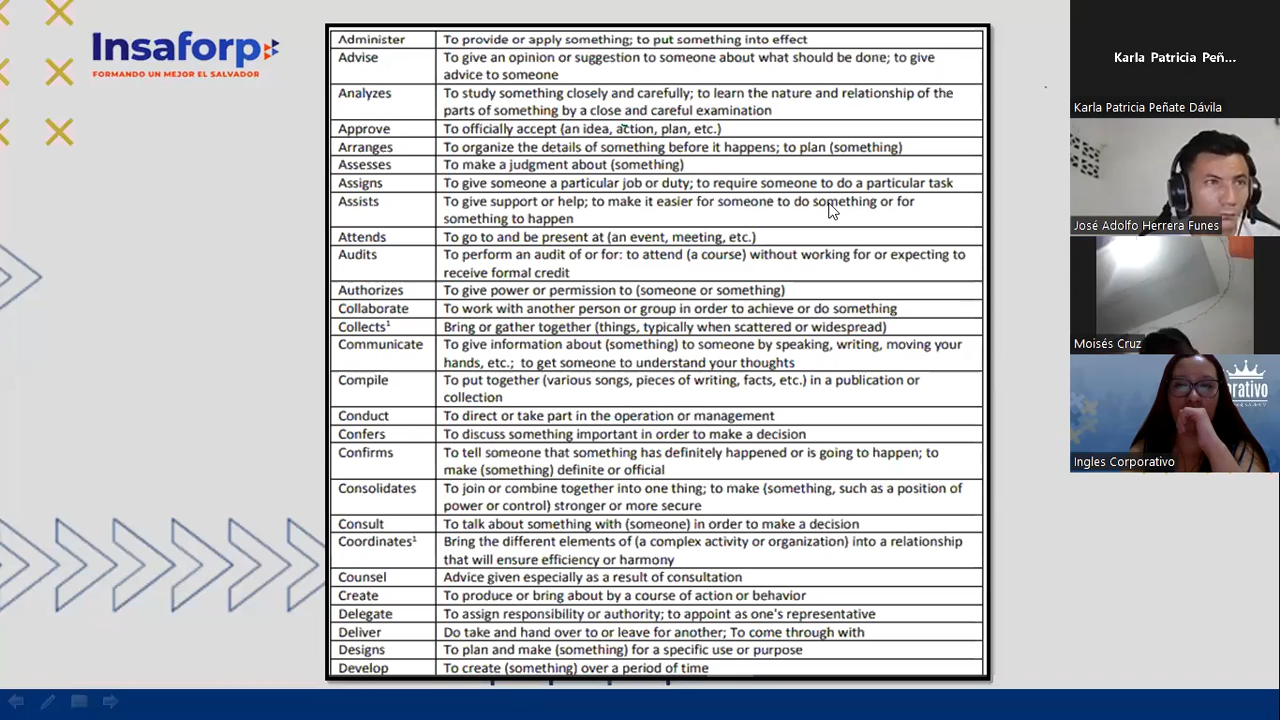 Insaforp
FORMANDO UN MEJOR EL SALVADOR
Administer To provide or apply something; to put something into effect
Advise To give an opinion or suggestion to someone about what should be done; to give
advice to someone
Analyzes To study something closely and carefully; to learn the nature and relationship of the
parts of something by a close and careful examination
Approve To officially accept (an idea, action, plan, etc.)
Arranges To organize the details of something before it happens; to plan (something)
Assesses To make a judgment about (something)
Assigns To give someone a particular job or duty; to require someone to do a particular task
Assists To give support or help; to make it easier for someone to do something or for
something to happen
Attends To go to and be present at (an event, meeting, etc.)
Audits To perform an audit of or for: to attend (a course) without working for or expecting to
receive formal credit
Authorizes To give power or permission to (someone or something)
Collaborate To work with another person or group in order to achieve or do something
Collects¹ Bring or gather together (things, typically when scattered or widespread)
Communicate To give information about (something) to someone by speaking, writing, moving your
hands, etc.; to get someone to understand your thoughts
Compile To put together (various songs, pieces of writing, facts, etc.) in a publication or
collection
Conduct To direct or take part in the operation or management
Confers To discuss something important in order to make a decision
Confirms To tell someone that something has definitely happened or is going to happen; to
make (something) definite or official
Consolidates To join or combine together into one thing; to make (something, such as a position of
power or control) stronger or more secure
Consult To talk about something with (someone) in order to make a decision
Coordinates¹ Bring the different elements of (a complex activity or organization) into a relationship
that will ensure efficiency or harmony
Counsel Advice given especially as a result of consultation
Create To produce or bring about by a course of action or behavior
Delegate To assign responsibility or authority; to appoint as one's representative
Deliver Do take and hand over to or leave for another; To come through with
Designs To plan and make (something) for a specific use or purpose
Develop To create (something) over a period of time
Karla Patricia Peñ...
Karla Patricia Peñate Dávila
José Adolfo Herrera Funes
Moisés Cruz
orativo
Ingles Corporativo